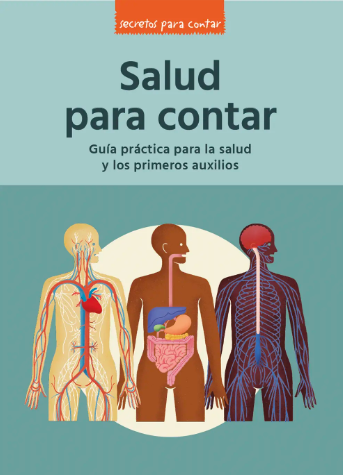 secretos para contar
Salud
para contar
Guía práctica para la salud
y los primeros auxilios